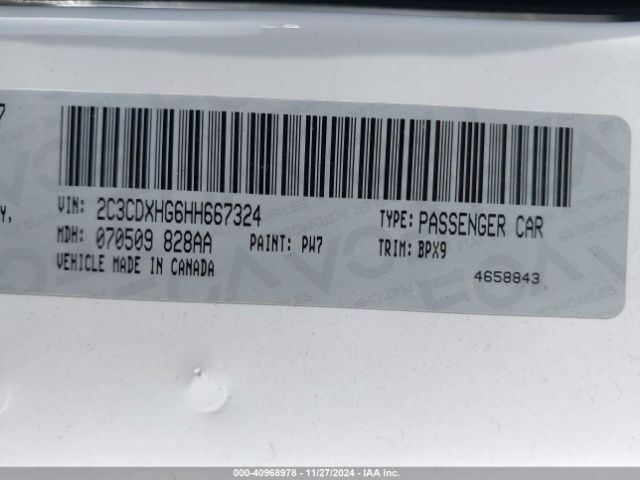 7
Y,
VIN: 2C3CDXHG6HH667324
TYPE: PASSENGER CAR
MDH: 070509 828AA PAINT: PW7
TRIM: BPX9
VEHICLE MADE IN CANADA
4658843
000-40968978 - 11/27/2024 - IAA Inc.